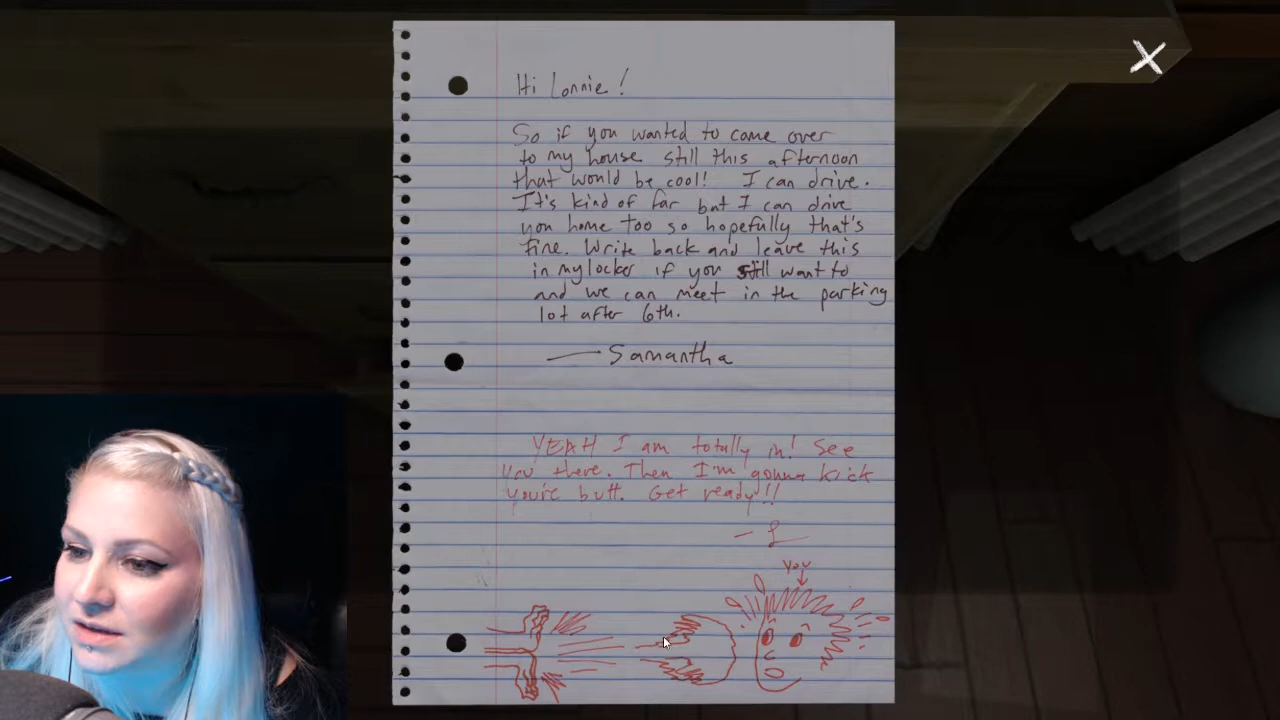 Hi Lonnie!
So if you wanted to come over
to my house still this afternoon
that would be cool! I can drive.
It's kind of far but I can drive
you home too so hopefully that's
fine. Write back and leave this
in my locker if you still want to
and we can meet in the parking
lot after 6th.
— Samantha
YEAH I am totally in! See
you there. Then I'm gonna kick
you're butt. Get ready!!
- L
you